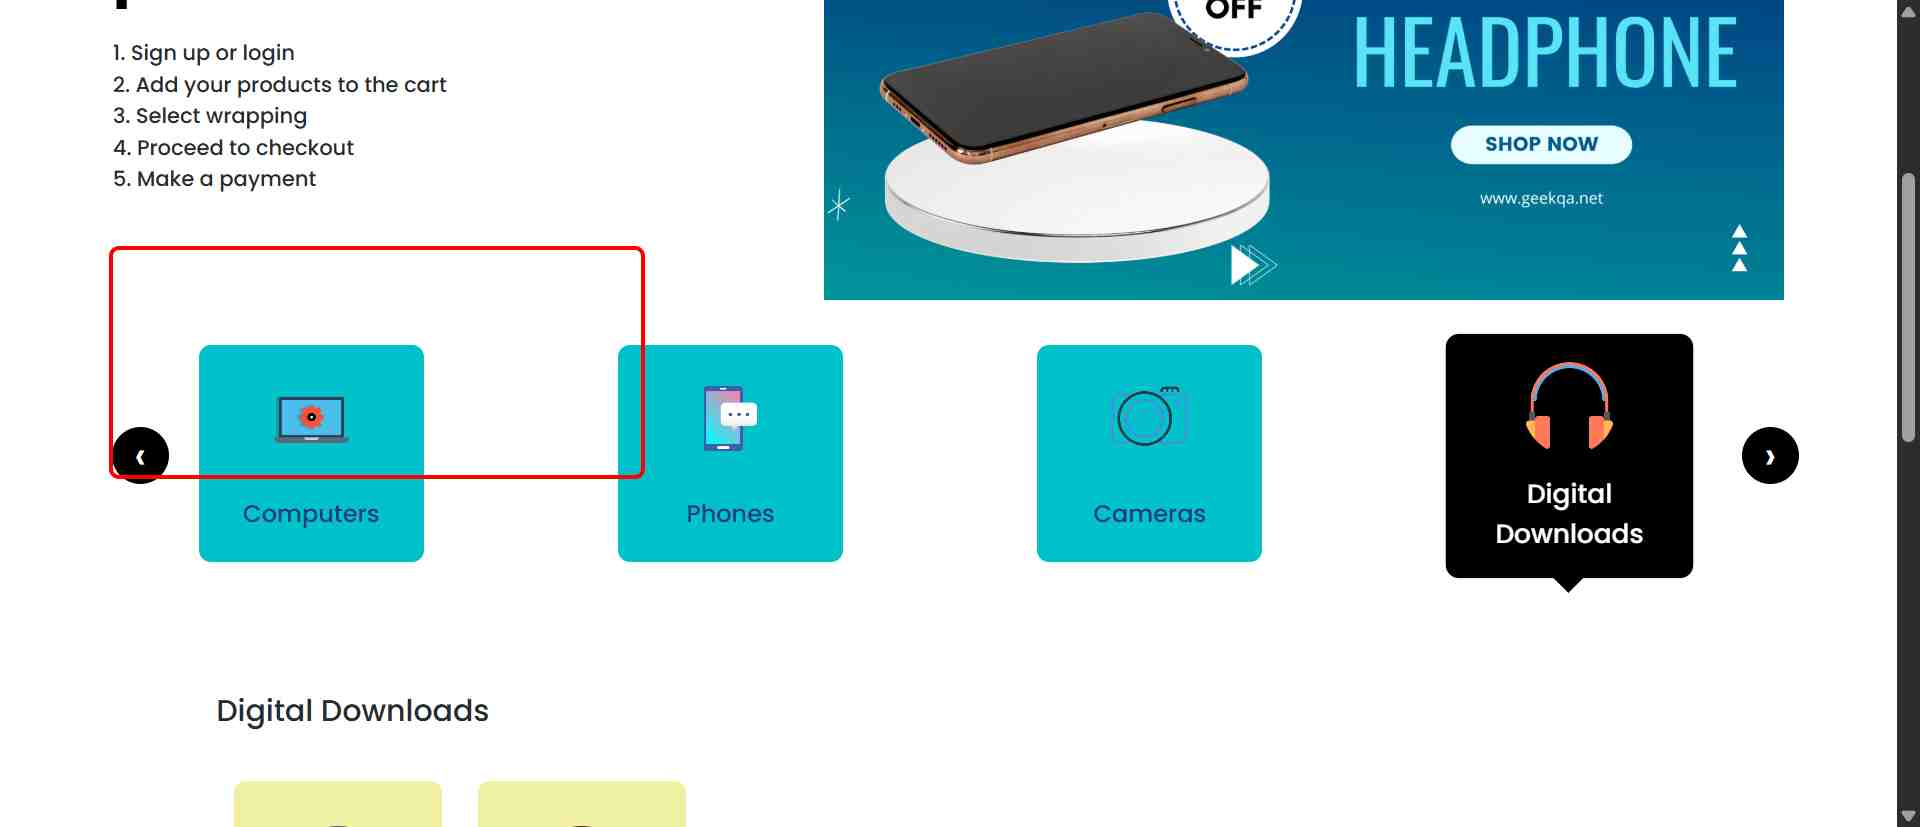 1. Sign up or login
2. Add your products to the cart
3. Select wrapping
4. Proceed to checkout
5. Make a payment
OFF
HEADPHONE
SHOP NOW
www.geekqa.net
Computers
Phones
Cameras
Digital
Downloads
Digital Downloads